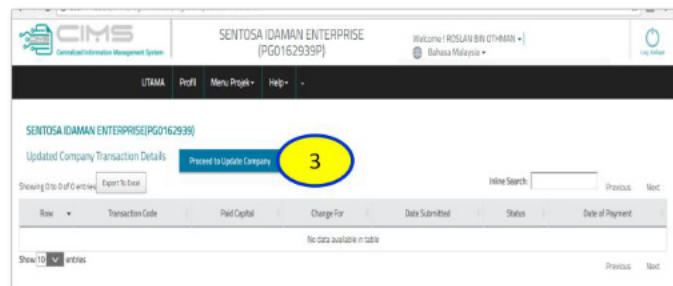 CIMS
Centralized Information Management System
SENTOSA IDAMAN ENTERPRISE
(PG0162939P)
Welcome ! ROSLAN BIN OTHMAN
Bahasa Malaysia
Log Keluar
UTAMA Profil Menu Projek Help
SENTOSA IDAMAN ENTERPRISE(PG0162939)
Updated Company Transaction Details Proceed to Update Company 3
Showing 0 to 0 of 0 entries Export To Excel Inline Search: Previous Next
Row Transaction Code Paid Capital Change For Date Submitted Status Date of Payment
No data available in table
Show 10 entries
Previous Next